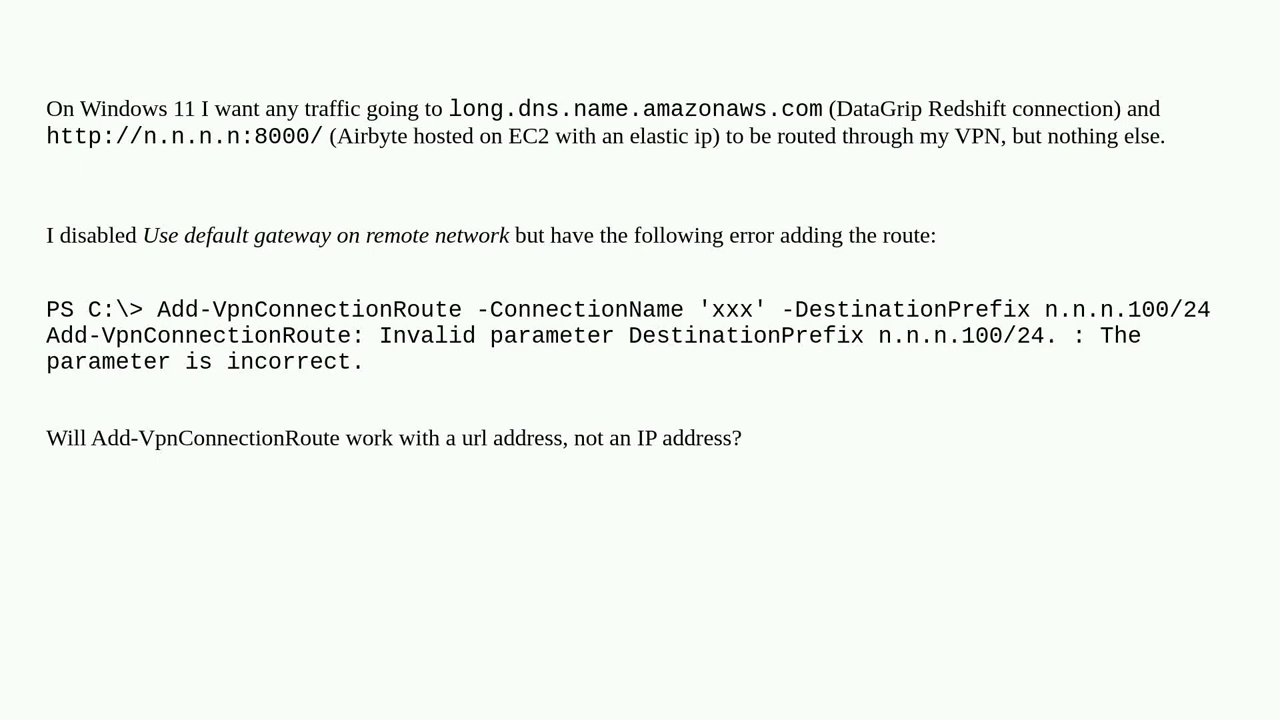 On Windows 11 I want any traffic going to long.dns.name.amazonaws.com (DataGrip Redshift connection) and
http://n.n.n.n:8000/ (Airbyte hosted on EC2 with an elastic ip) to be routed through my VPN, but nothing else.
I disabled Use default gateway on remote network but have the following error adding the route:
PS C:\> Add-VpnConnectionRoute -ConnectionName 'xxx' -DestinationPrefix n.n.n.100/24
Add-VpnConnectionRoute: Invalid parameter DestinationPrefix n.n.n.100/24. : The
parameter is incorrect.
Will Add-VpnConnectionRoute work with a url address, not an IP address?